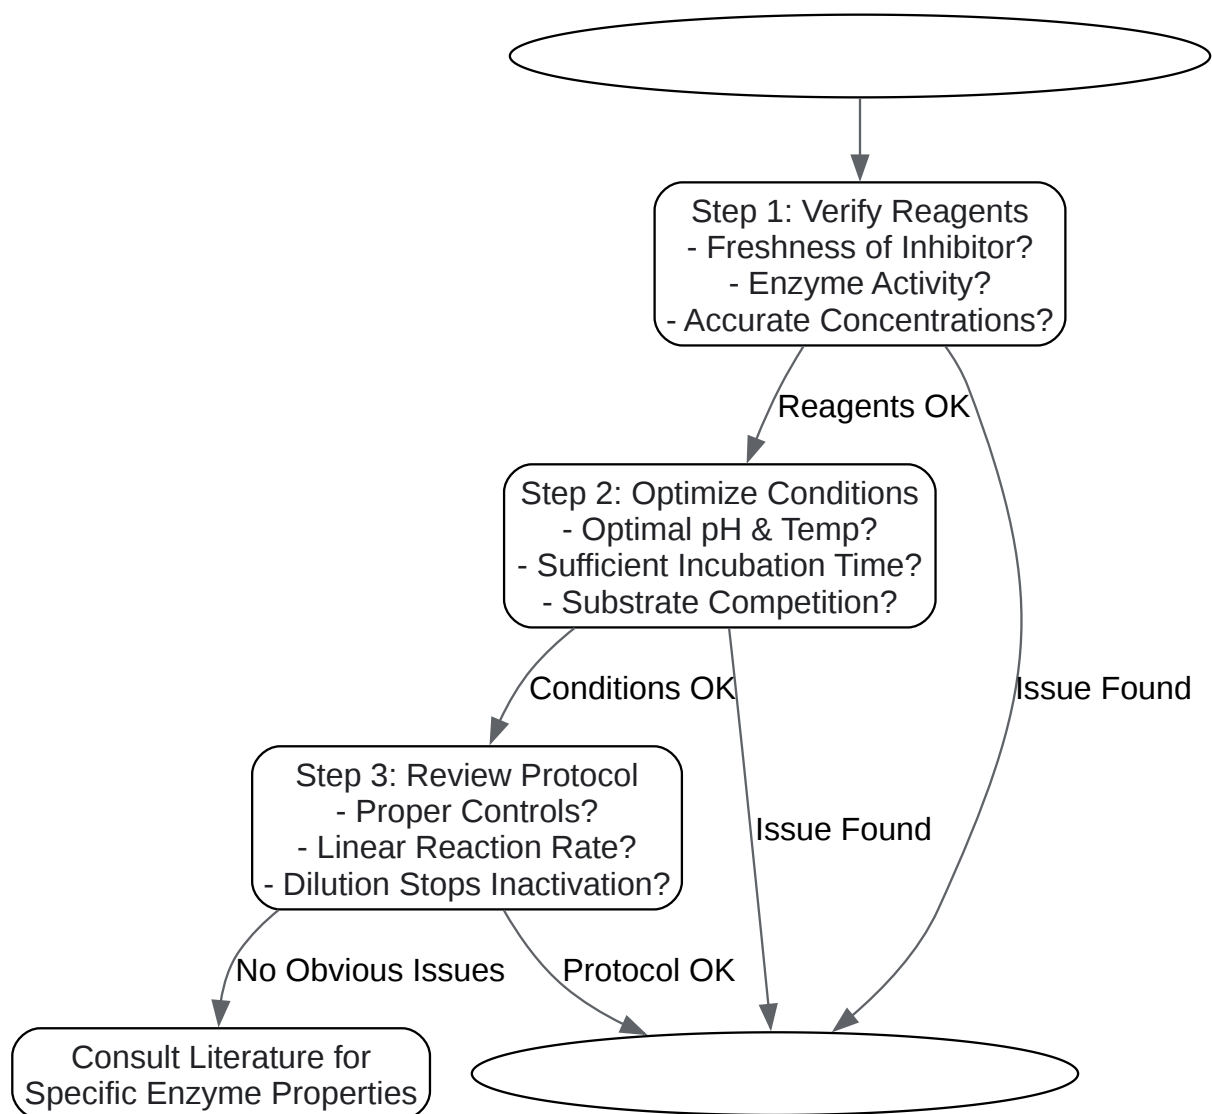 Step 1: Verify Reagents
- Freshness of Inhibitor?
- Enzyme Activity?
- Accurate Concentrations?
Reagents OK
Step 2: Optimize Conditions
- Optimal pH & Temp?
- Sufficient Incubation Time?
- Substrate Competition?
Conditions OK
Issue Found
Step 3: Review Protocol
- Proper Controls?
- Linear Reaction Rate?
- Dilution Stops Inactivation?
Issue Found
No Obvious Issues
Protocol OK
Consult Literature for
Specific Enzyme Properties